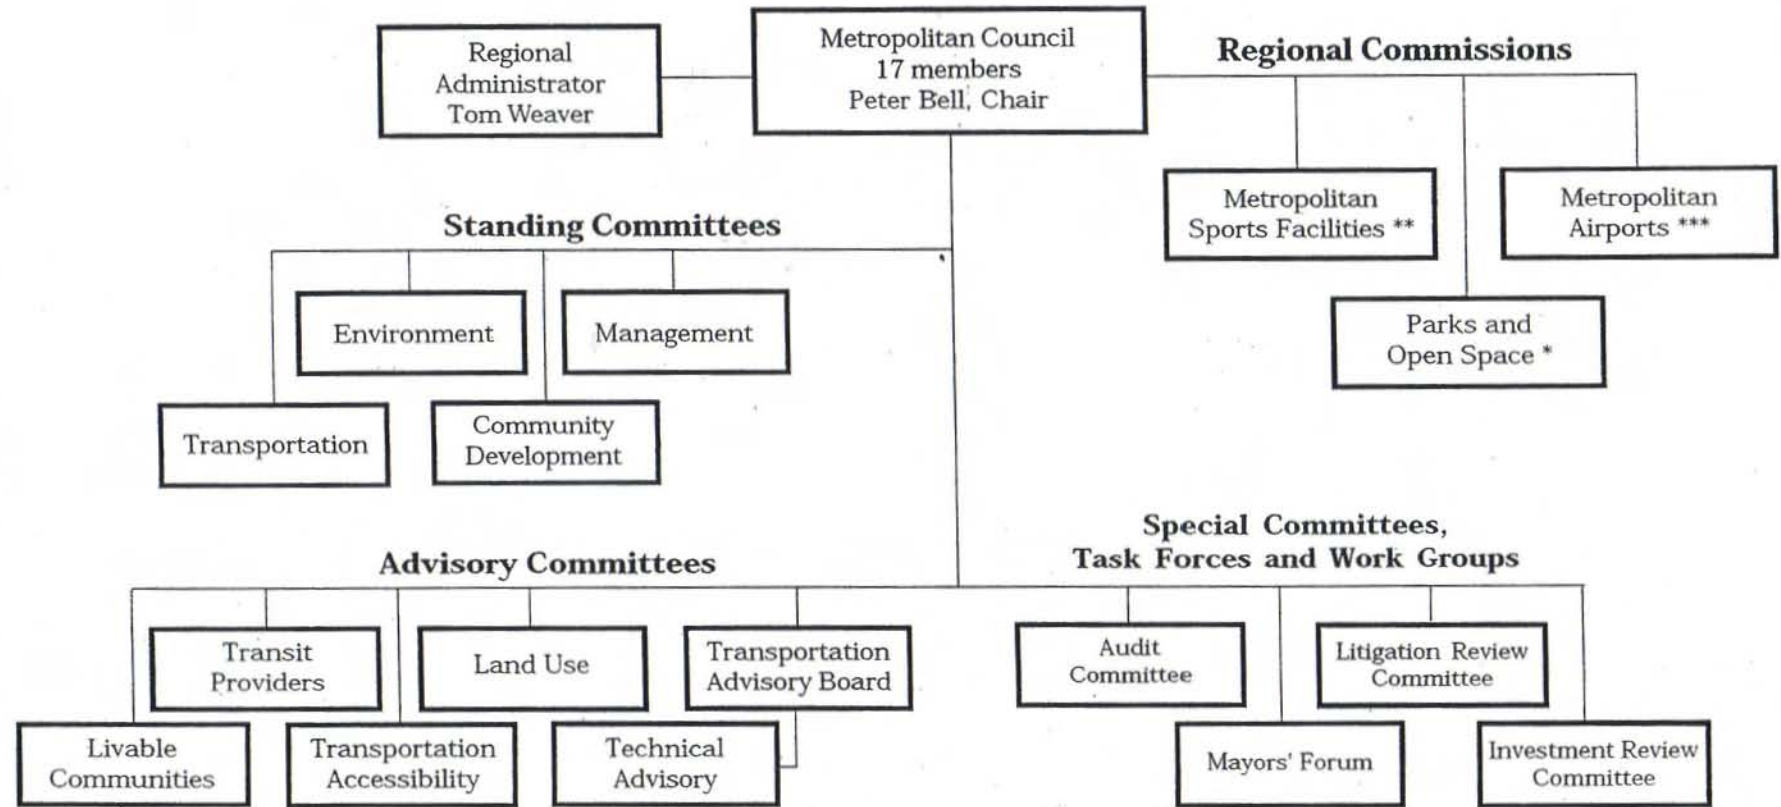 Regional
Administrator
Tom Weaver
Metropolitan Council
17 members
Peter Bell, Chair
Regional Commissions
Metropolitan
Sports Facilities **
Metropolitan
Airports ***
Parks and
Open Space *
Standing Committees
Environment
Management
Transportation
Community
Development
Advisory Committees
Transit
Providers
Land Use
Transportation
Advisory Board
Livable
Communities
Transportation
Accessibility
Technical
Advisory
Special Committees,
Task Forces and Work Groups
Audit
Committee
Litigation Review
Committee
Mayors' Forum
Investment Review
Committee